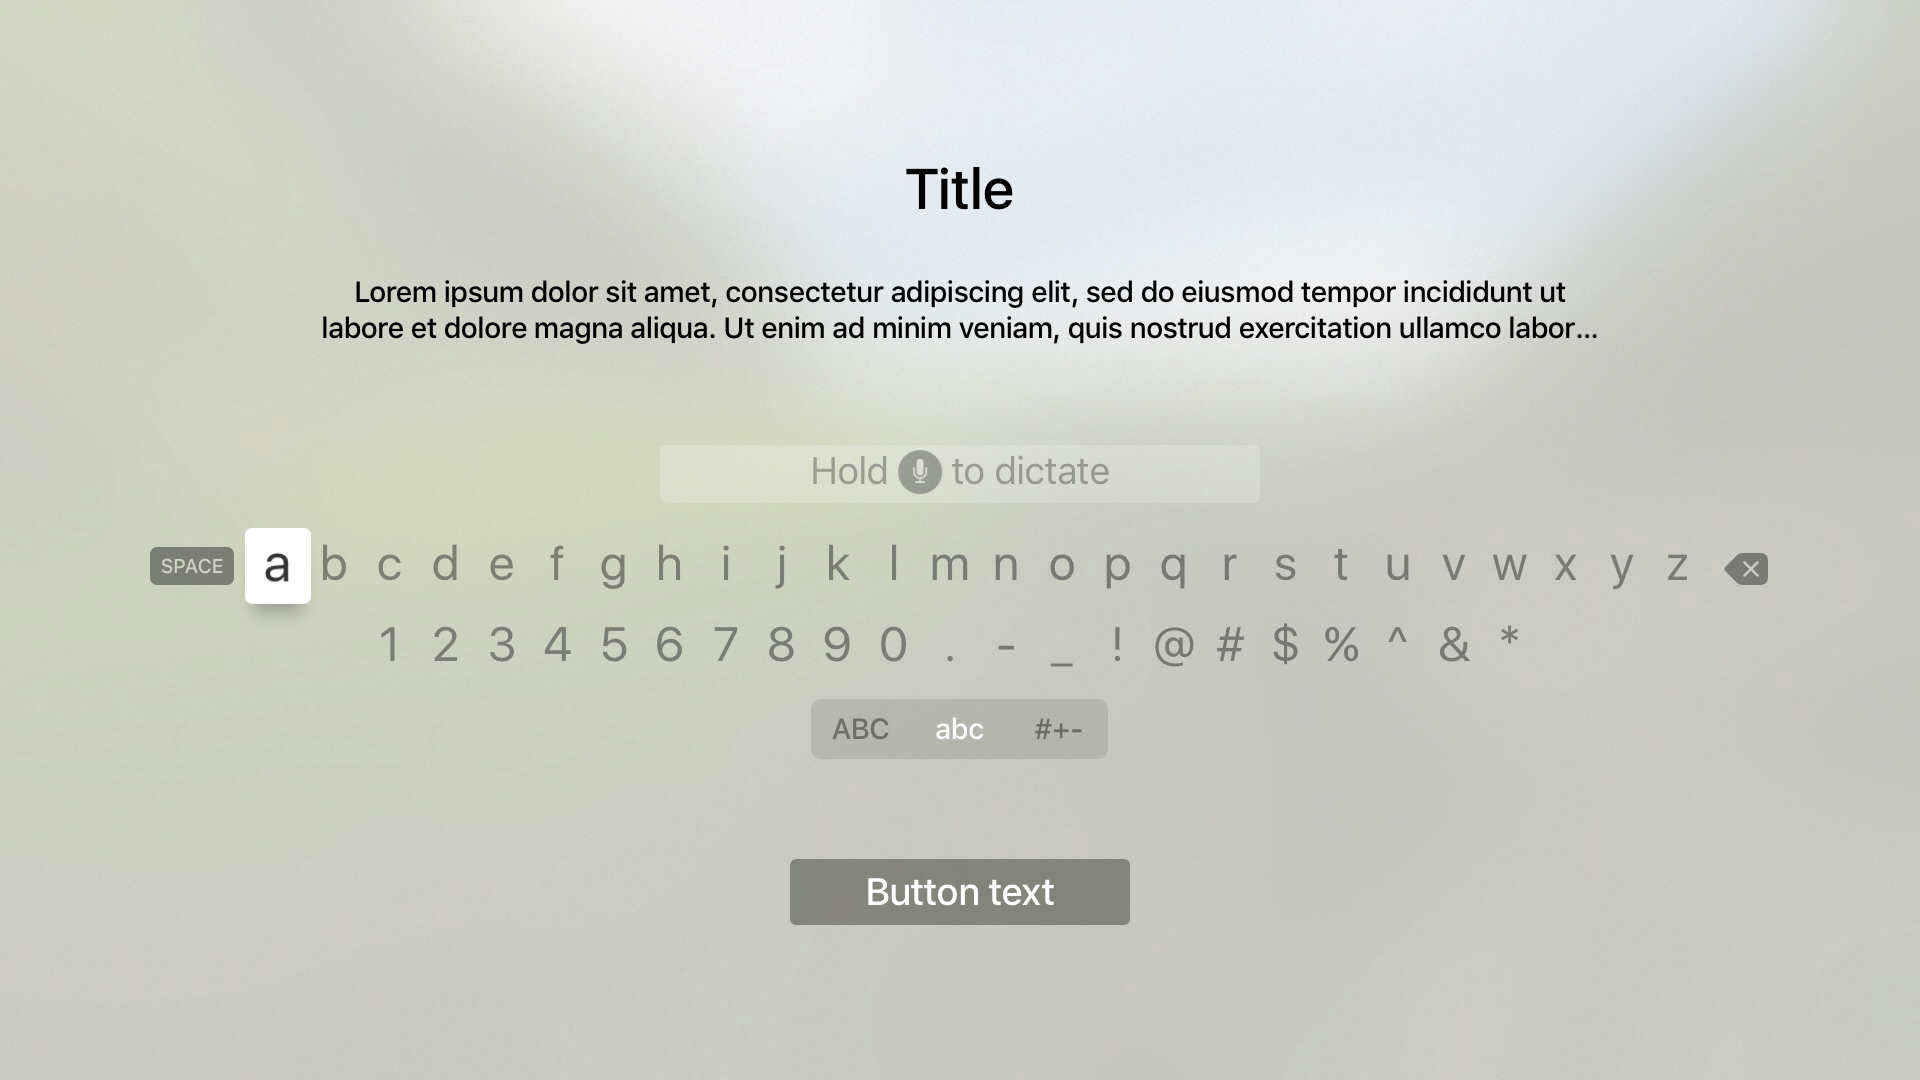 Title
Lorem ipsum dolor sit amet, consectetur adipiscing elit, sed do eiusmod tempor incididunt ut
labore et dolore magna aliqua. Ut enim ad minim veniam, quis nostrud exercitation ullamco labor...
Hold to dictate
SPACE a b c d e f g h i j k l m n o p q r s t u v w x y z
1 2 3 4 5 6 7 8 9 0 . - _ ! @ # $ % ^ & *
ABC abc #+-
Button text